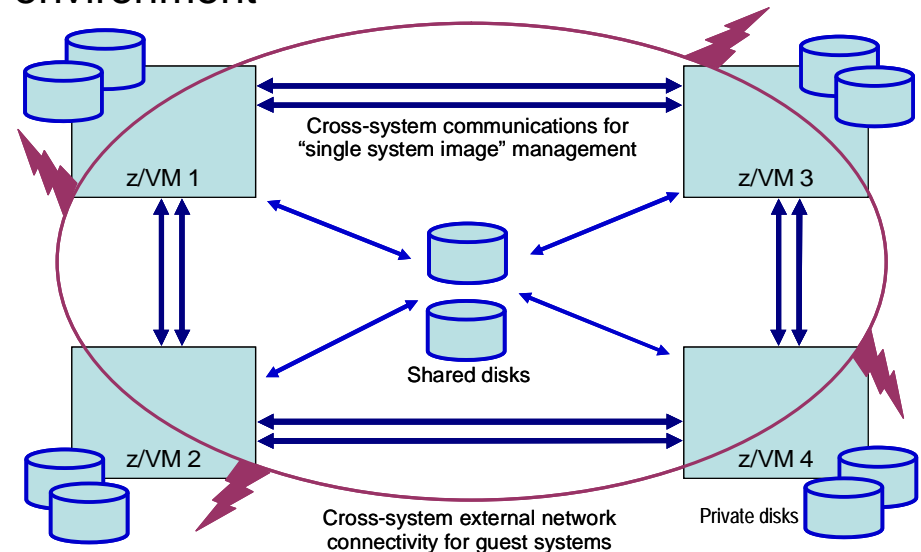 environment
Cross-system communications for
“single system image” management
z/VM 1
z/VM 3
Shared disks
z/VM 2
z/VM 4
Cross-system external network
connectivity for guest systems
Private disks